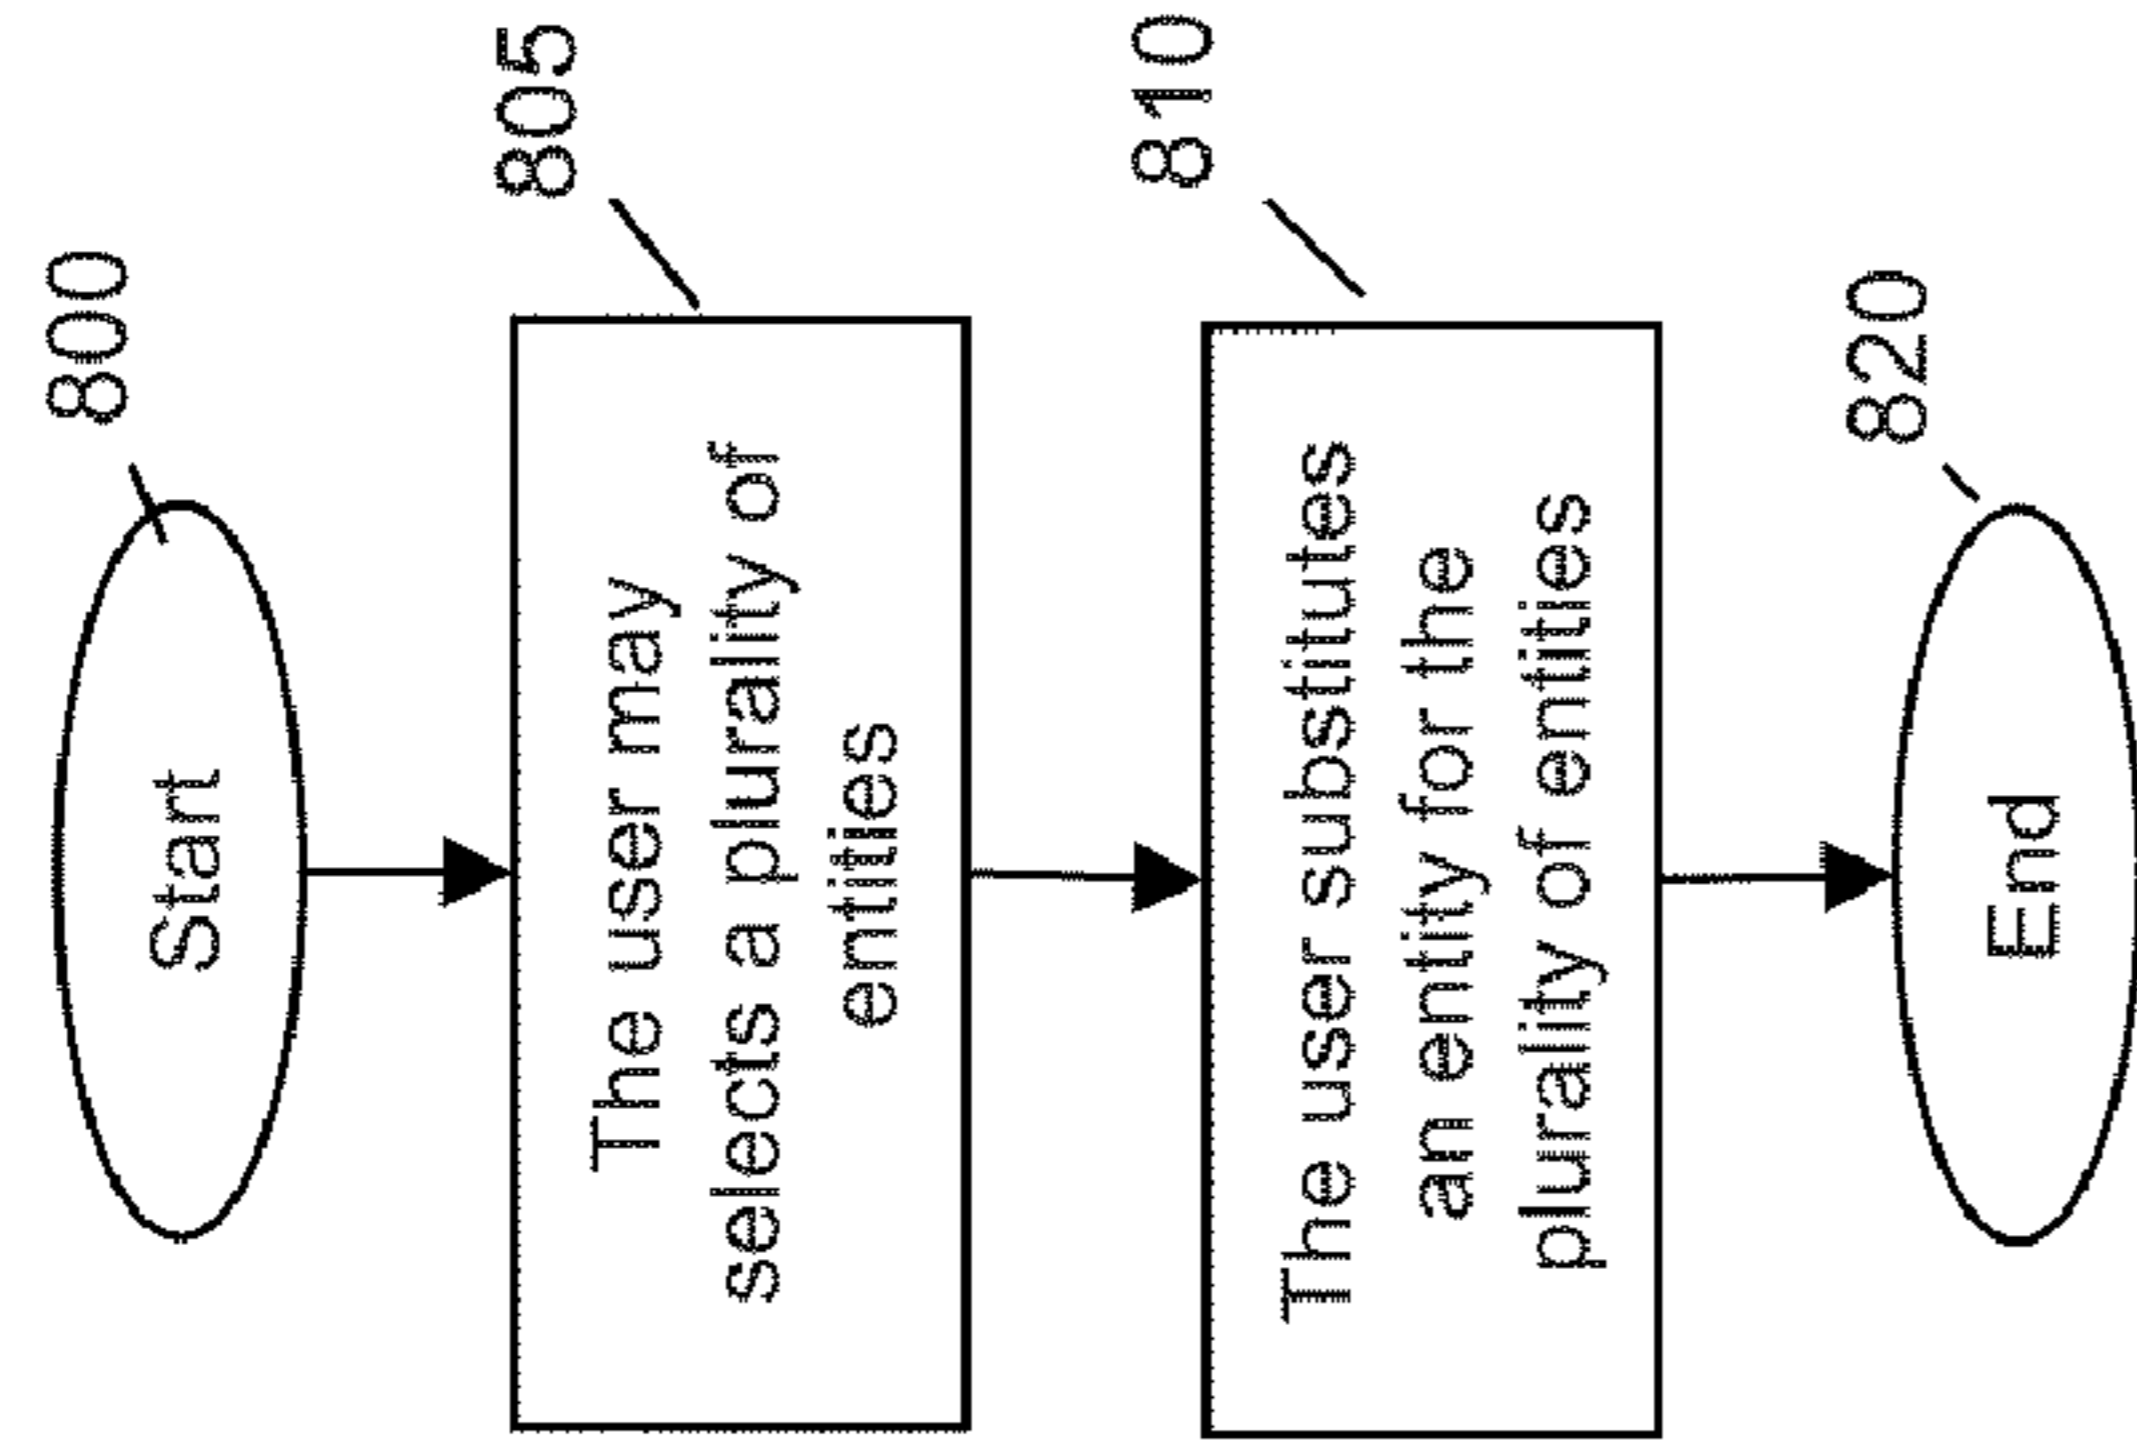 800
Start
805
The user may
selects a plurality of
entities
810
The user substitutes
an entity for the
plurality of entities
820
End